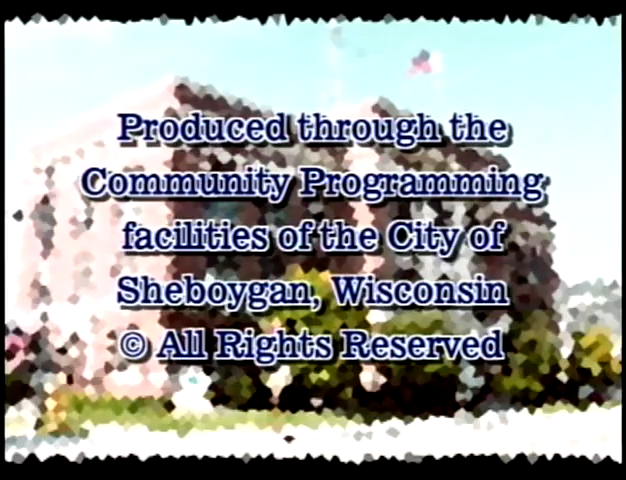 Produced through the
Community Programming
facilities of the City of
Sheboygan, Wisconsin
© All Rights Reserved